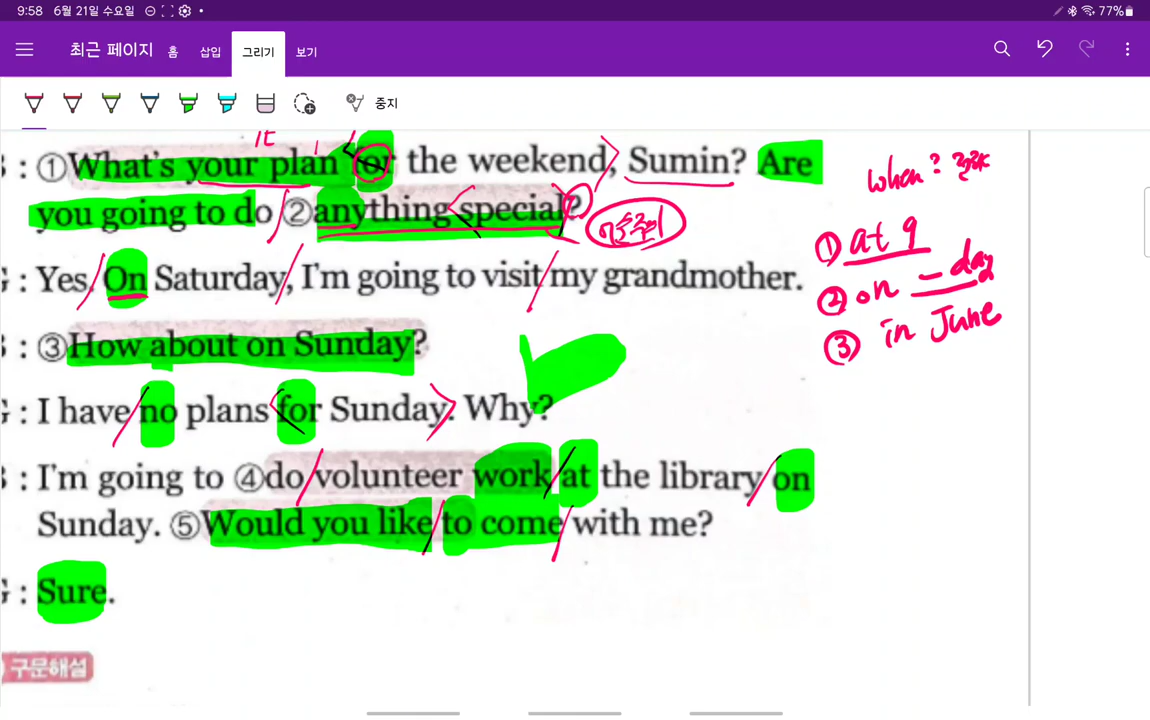 9:58 6월 21일 수요일 77%
최근 페이지 홈 삽입 그리기 보기
중지
it
: ①What's your plan for the weekend, Sumin? Are
you going to do ②anything special?
: Yes. On Saturday, I'm going to visit my grandmother.
: ③How about on Sunday?
: I have no plans for Sunday. Why?
: I'm going to ④do volunteer work at the library on
Sunday. ⑤Would you like to come with me?
: Sure.
when?
① at 9
② on _day
③ in June
구문해설